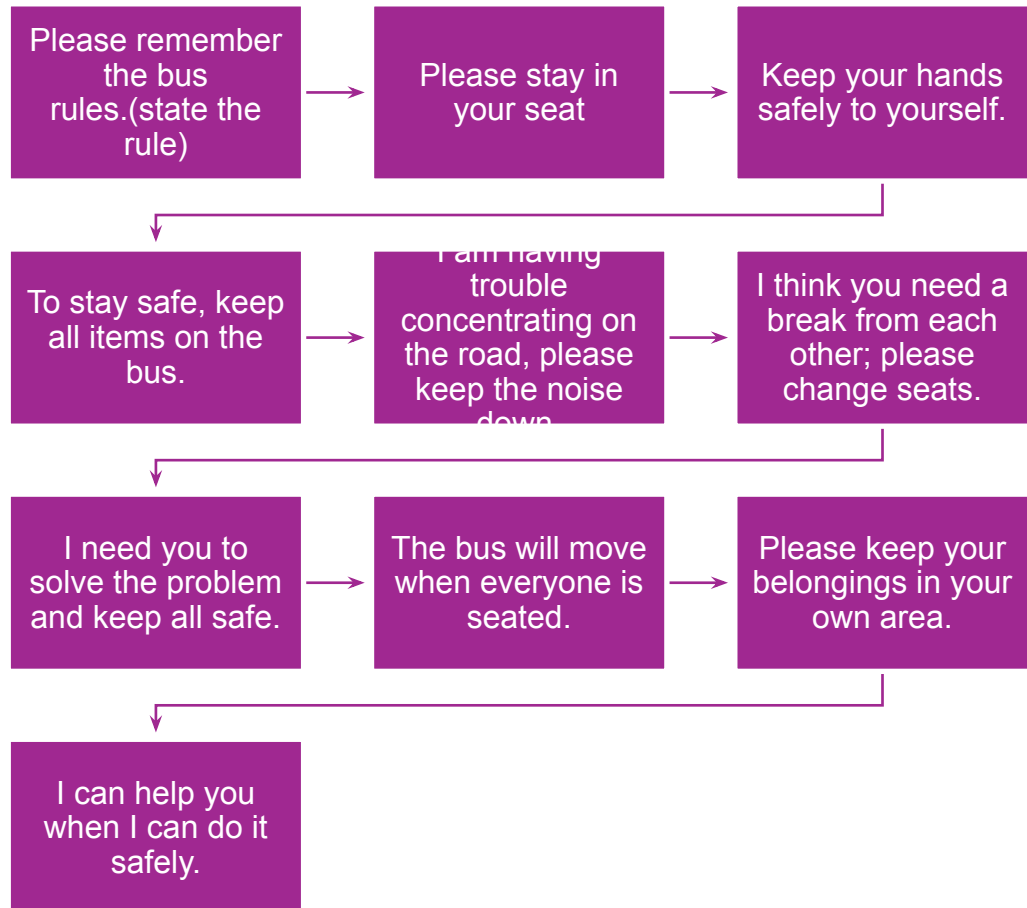 Please remember
the bus
rules.(state the
rule)
Please stay in
your seat
Keep your hands
safely to yourself.
To stay safe, keep
all items on the
bus.
I am having
trouble
concentrating on
the road, please
keep the noise
down.
I think you need a
break from each
other; please
change seats.
I need you to
solve the problem
and keep all safe.
The bus will move
when everyone is
seated.
Please keep your
belongings in your
own area.
I can help you
when I can do it
safely.